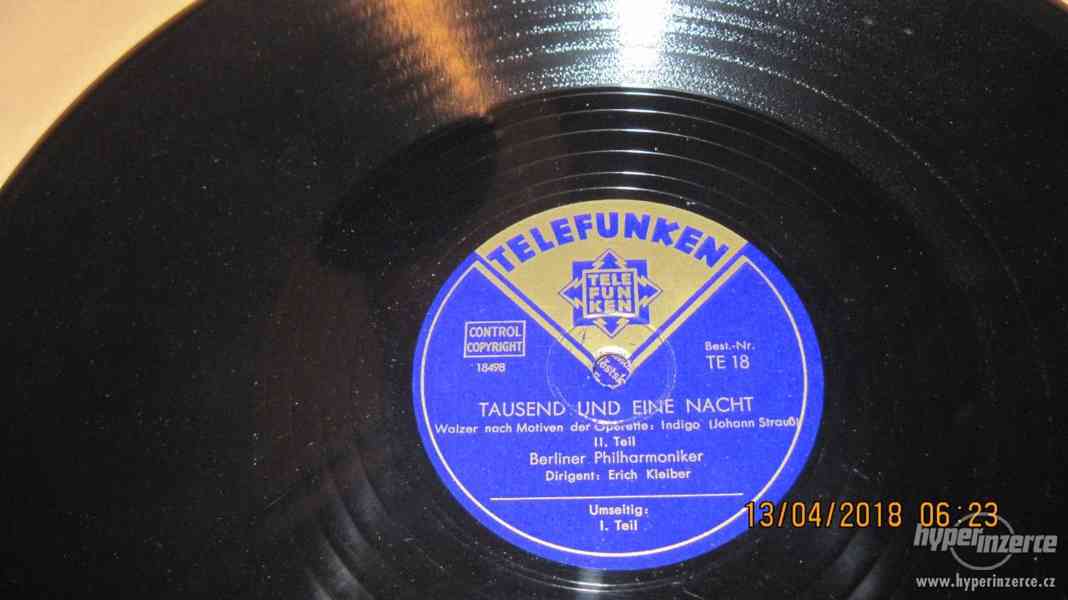 TELEFUNKEN
TELE
FUN
KEN
CONTROL
COPYRIGHT
18498
Best.-Nr.
TE 18
TAUSEND UND EINE NACHT
Walzer nach Motiven der Operette: Indigo (Johann Strauß)
II. Teil
Berliner Philharmoniker
Dirigent: Erich Kleiber
Umseitig:
I. Teil
13/04/2018 06:23
hyperinzerce
www.hyperinzerce.cz